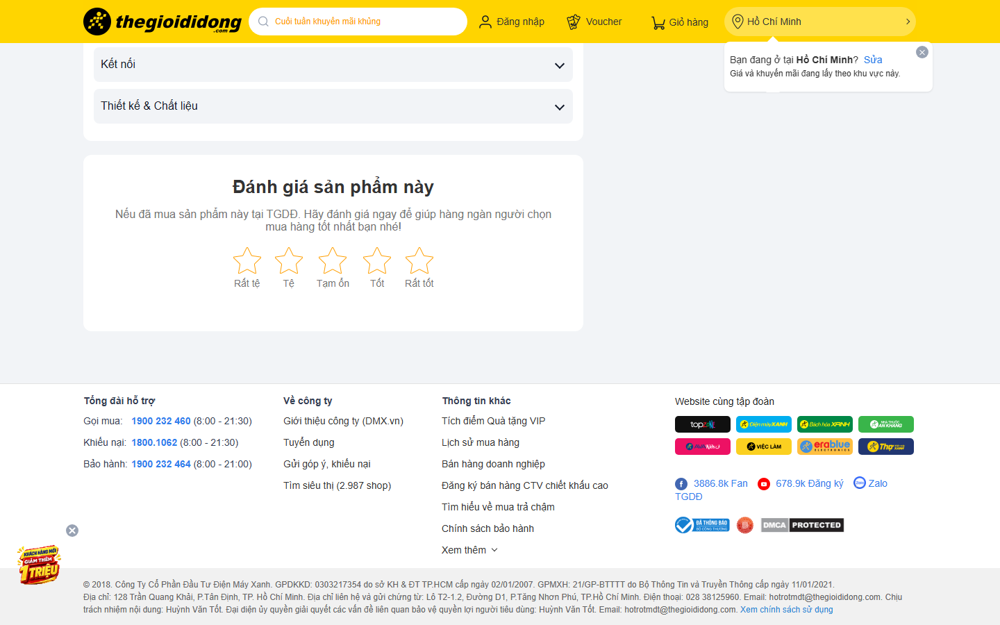 thegioididong
.com
Cuối tuần khuyến mãi khủng
Đăng nhập
Voucher
Giỏ hàng
Hồ Chí Minh
Bạn đang ở tại Hồ Chí Minh? Sửa
Giá và khuyến mãi đang lấy theo khu vực này.
Kết nối
Thiết kế & Chất liệu
Đánh giá sản phẩm này
Nếu đã mua sản phẩm này tại TGDĐ. Hãy đánh giá ngay để giúp hàng ngàn người chọn
mua hàng tốt nhất bạn nhé!
Rất tệ
Tệ
Tạm ổn
Tốt
Rất tốt
Tổng đài hỗ trợ
Gọi mua: 1900 232 460 (8:00 - 21:30)
Khiếu nại: 1800.1062 (8:00 - 21:30)
Bảo hành: 1900 232 464 (8:00 - 21:00)
Về công ty
Giới thiệu công ty (DMX.vn)
Tuyển dụng
Gửi góp ý, khiếu nại
Tìm siêu thị (2.987 shop)
Thông tin khác
Tích điểm Quà tặng VIP
Lịch sử mua hàng
Bán hàng doanh nghiệp
Đăng ký bán hàng CTV chiết khấu cao
Tìm hiểu về mua trả chậm
Chính sách bảo hành
Xem thêm
Website cùng tập đoàn
topzone
Điện máy XANH
Bách hóa XANH
NHÀ THUỐC
AN KHANG
AVAKids
VIỆC LÀM
erablue
ELECTRONICS
Thợ
XANH
3886.8k Fan
678.9k Đăng ký
Zalo
Zalo
TGDĐ
ĐÃ THÔNG BÁO
BỘ CÔNG THƯƠNG
DMCA PROTECTED
KHÁCH HÀNG MỚI
GIẢM THÊM
1 TRIỆU
© 2018. Công Ty Cổ Phần Đầu Tư Điện Máy Xanh. GPDKKD: 0303217354 do sở KH & ĐT TP.HCM cấp ngày 02/01/2007. GPMXH: 21/GP-BTTTT do Bộ Thông Tin và Truyền Thông cấp ngày 11/01/2021.
Địa chỉ: 128 Trần Quang Khải, P.Tân Định, TP. Hồ Chí Minh. Địa chỉ liên hệ và gửi chứng từ: Lô T2-1.2, Đường D1, P.Tăng Nhơn Phú, TP.Hồ Chí Minh. Điện thoại: 028 38125960. Email: hotrotmdt@thegioididong.com. Chịu
trách nhiệm nội dung: Huỳnh Văn Tốt. Đại diện ủy quyền giải quyết các vấn đề liên quan bảo vệ quyền lợi người tiêu dùng: Huỳnh Văn Tốt. Email: hotrotmdt@thegioididong.com. Xem chính sách sử dụng